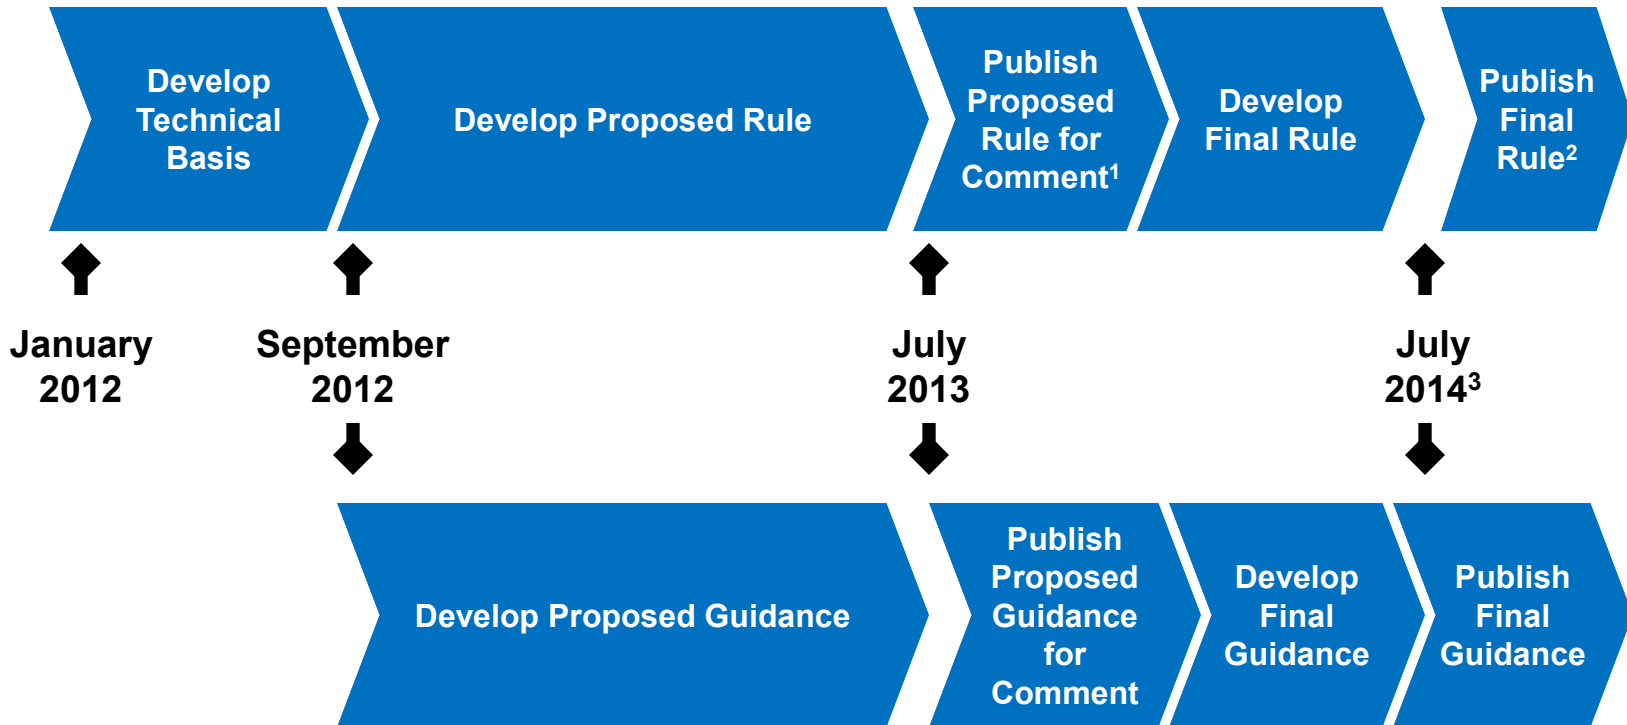 Develop
Technical
Basis
Develop Proposed Rule
Publish
Proposed
Rule for
Comment¹
Develop
Final Rule
Publish
Final
Rule²
January
2012
September
2012
July
2013
July
2014³
Develop Proposed Guidance
Publish
Proposed
Guidance
for
Comment
Develop
Final
Guidance
Publish
Final
Guidance